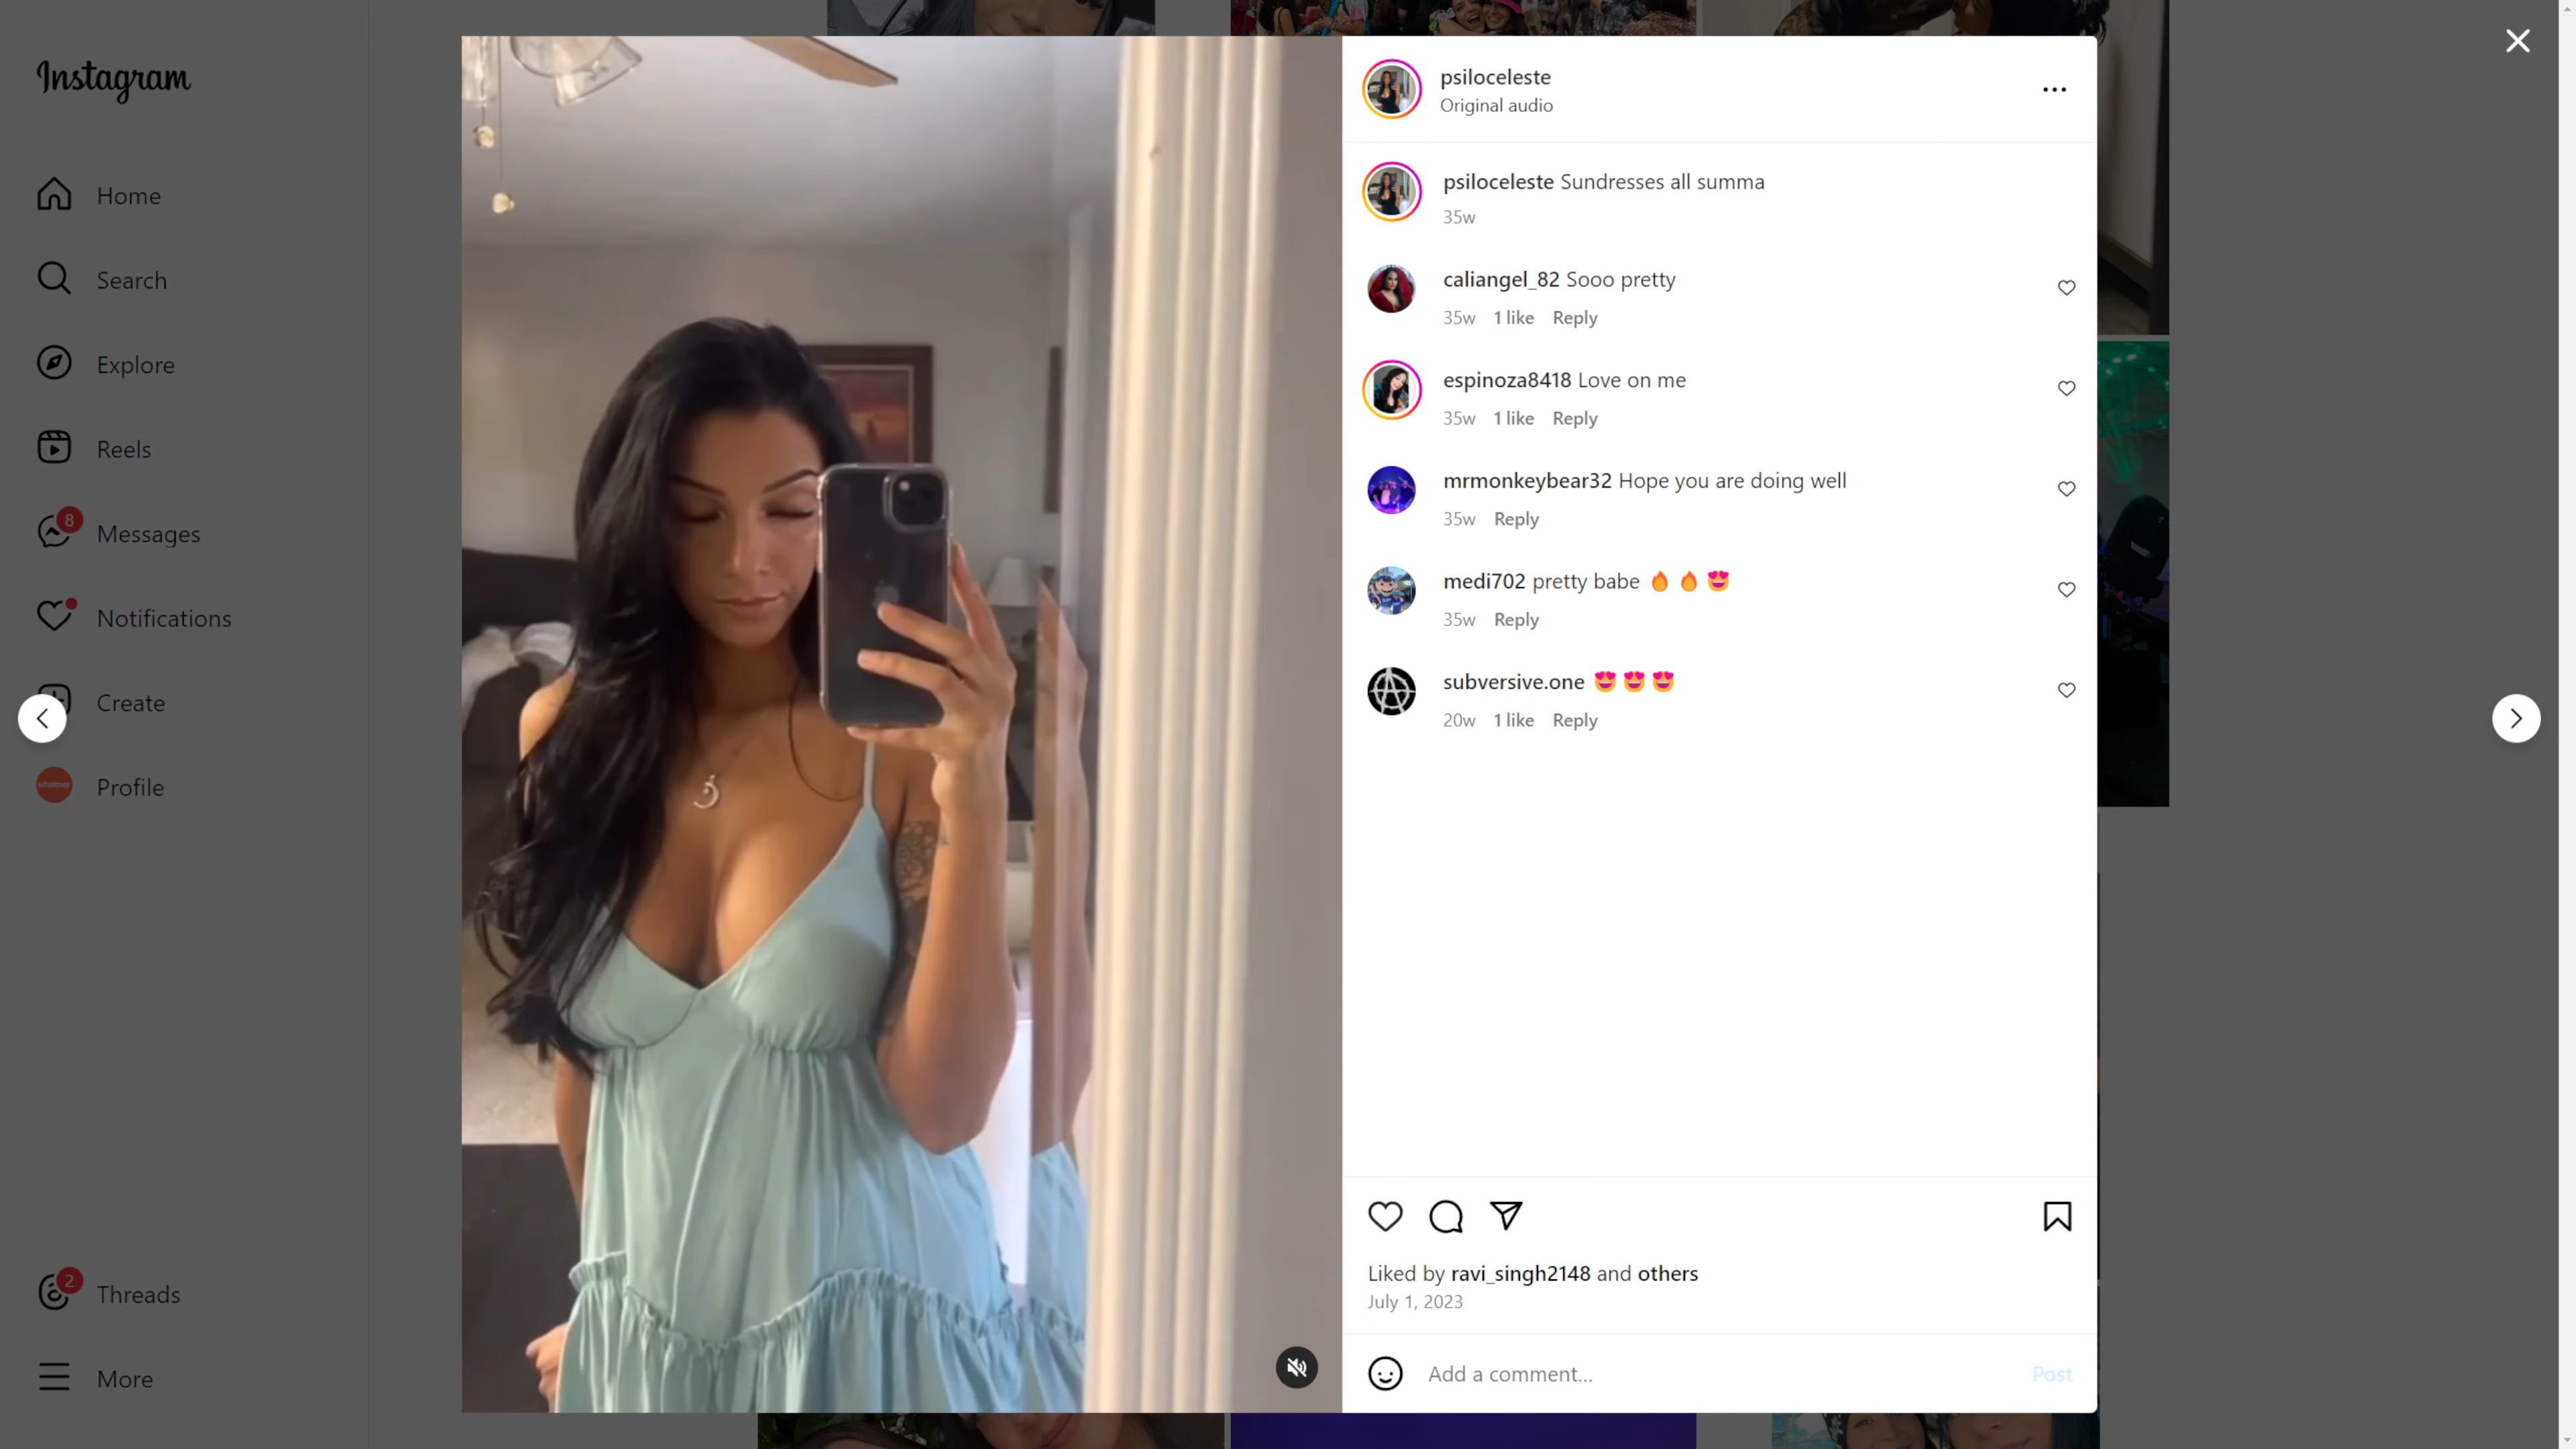 Instagram
Home
Search
Explore
Reels
8
Messages
Notifications
Create
Profile
2
Threads
More
psiloceleste
Original audio
psiloceleste Sundresses all summa
35w
caliangel_82 Sooo pretty
35w 1 like Reply
espinoza8418 Love on me
35w 1 like Reply
mrmonkeybear32 Hope you are doing well
35w Reply
medi702 pretty babe 🔥🔥😍
35w Reply
subversive.one 😍😍😍
20w 1 like Reply
Liked by ravi_singh2148 and others
July 1, 2023
Add a comment...
Post